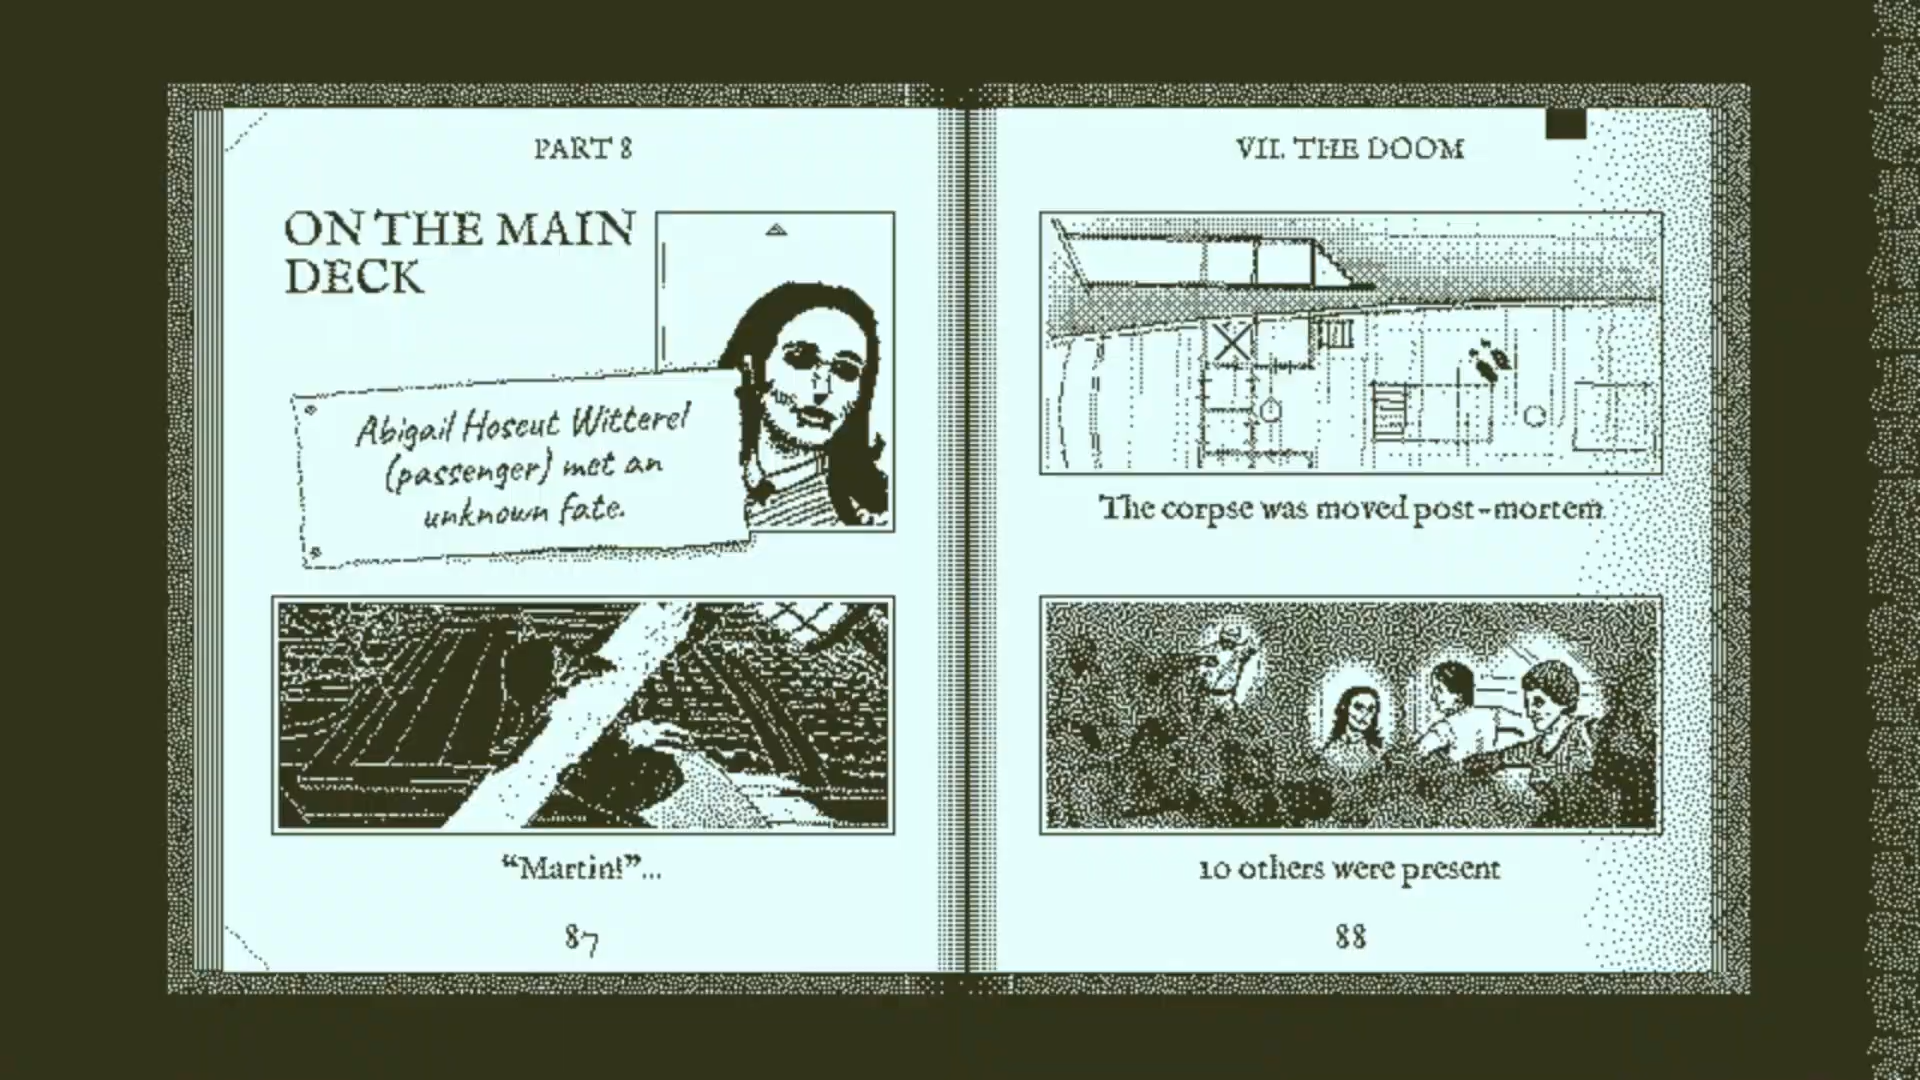 PART 8
ON THE MAIN
DECK
Abigail Hoscut Witterel
(passenger) met an
unknown fate.
“Martin!”...
87
VII. THE DOOM
The corpse was moved post-mortem
10 others were present
88